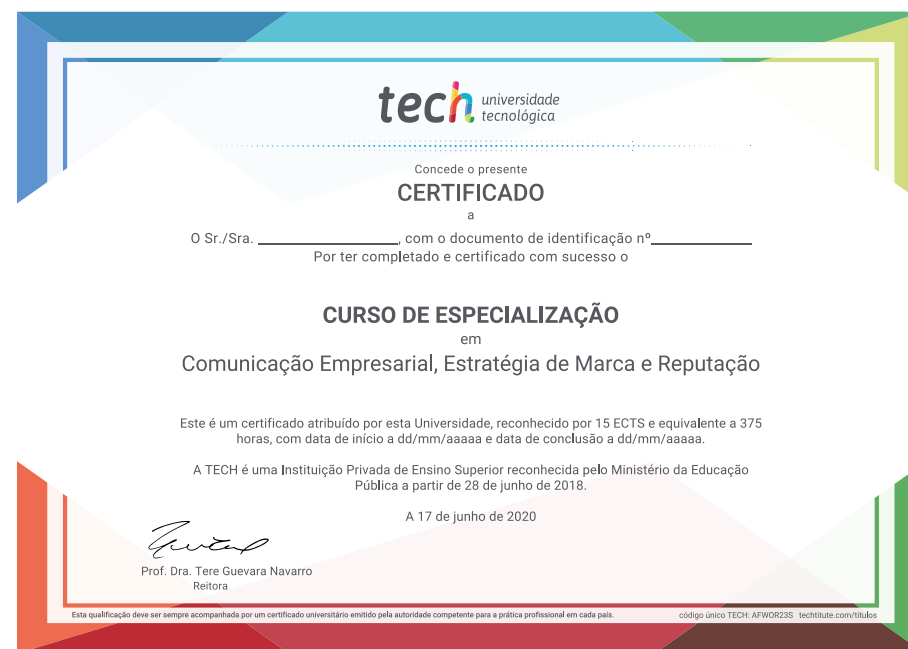 tech universidade
tecnológica
Concede o presente
CERTIFICADO
a
O Sr./Sra. ____________________, com o documento de identificação nº______________
Por ter completado e certificado com sucesso o
CURSO DE ESPECIALIZAÇÃO
em
Comunicação Empresarial, Estratégia de Marca e Reputação
Este é um certificado atribuído por esta Universidade, reconhecido por 15 ECTS e equivalente a 375
horas, com data de início a dd/mm/aaaaa e data de conclusão a dd/mm/aaaaa.
A TECH é uma Instituição Privada de Ensino Superior reconhecida pelo Ministério da Educação
Pública a partir de 28 de junho de 2018.
A 17 de junho de 2020
Prof. Dra. Tere Guevara Navarro
Reitora
Esta qualificação deve ser sempre acompanhada por um certificado universitário emitido pela autoridade competente para a prática profissional em cada país. código único TECH: AFWOR23S techtitute.com/titulos